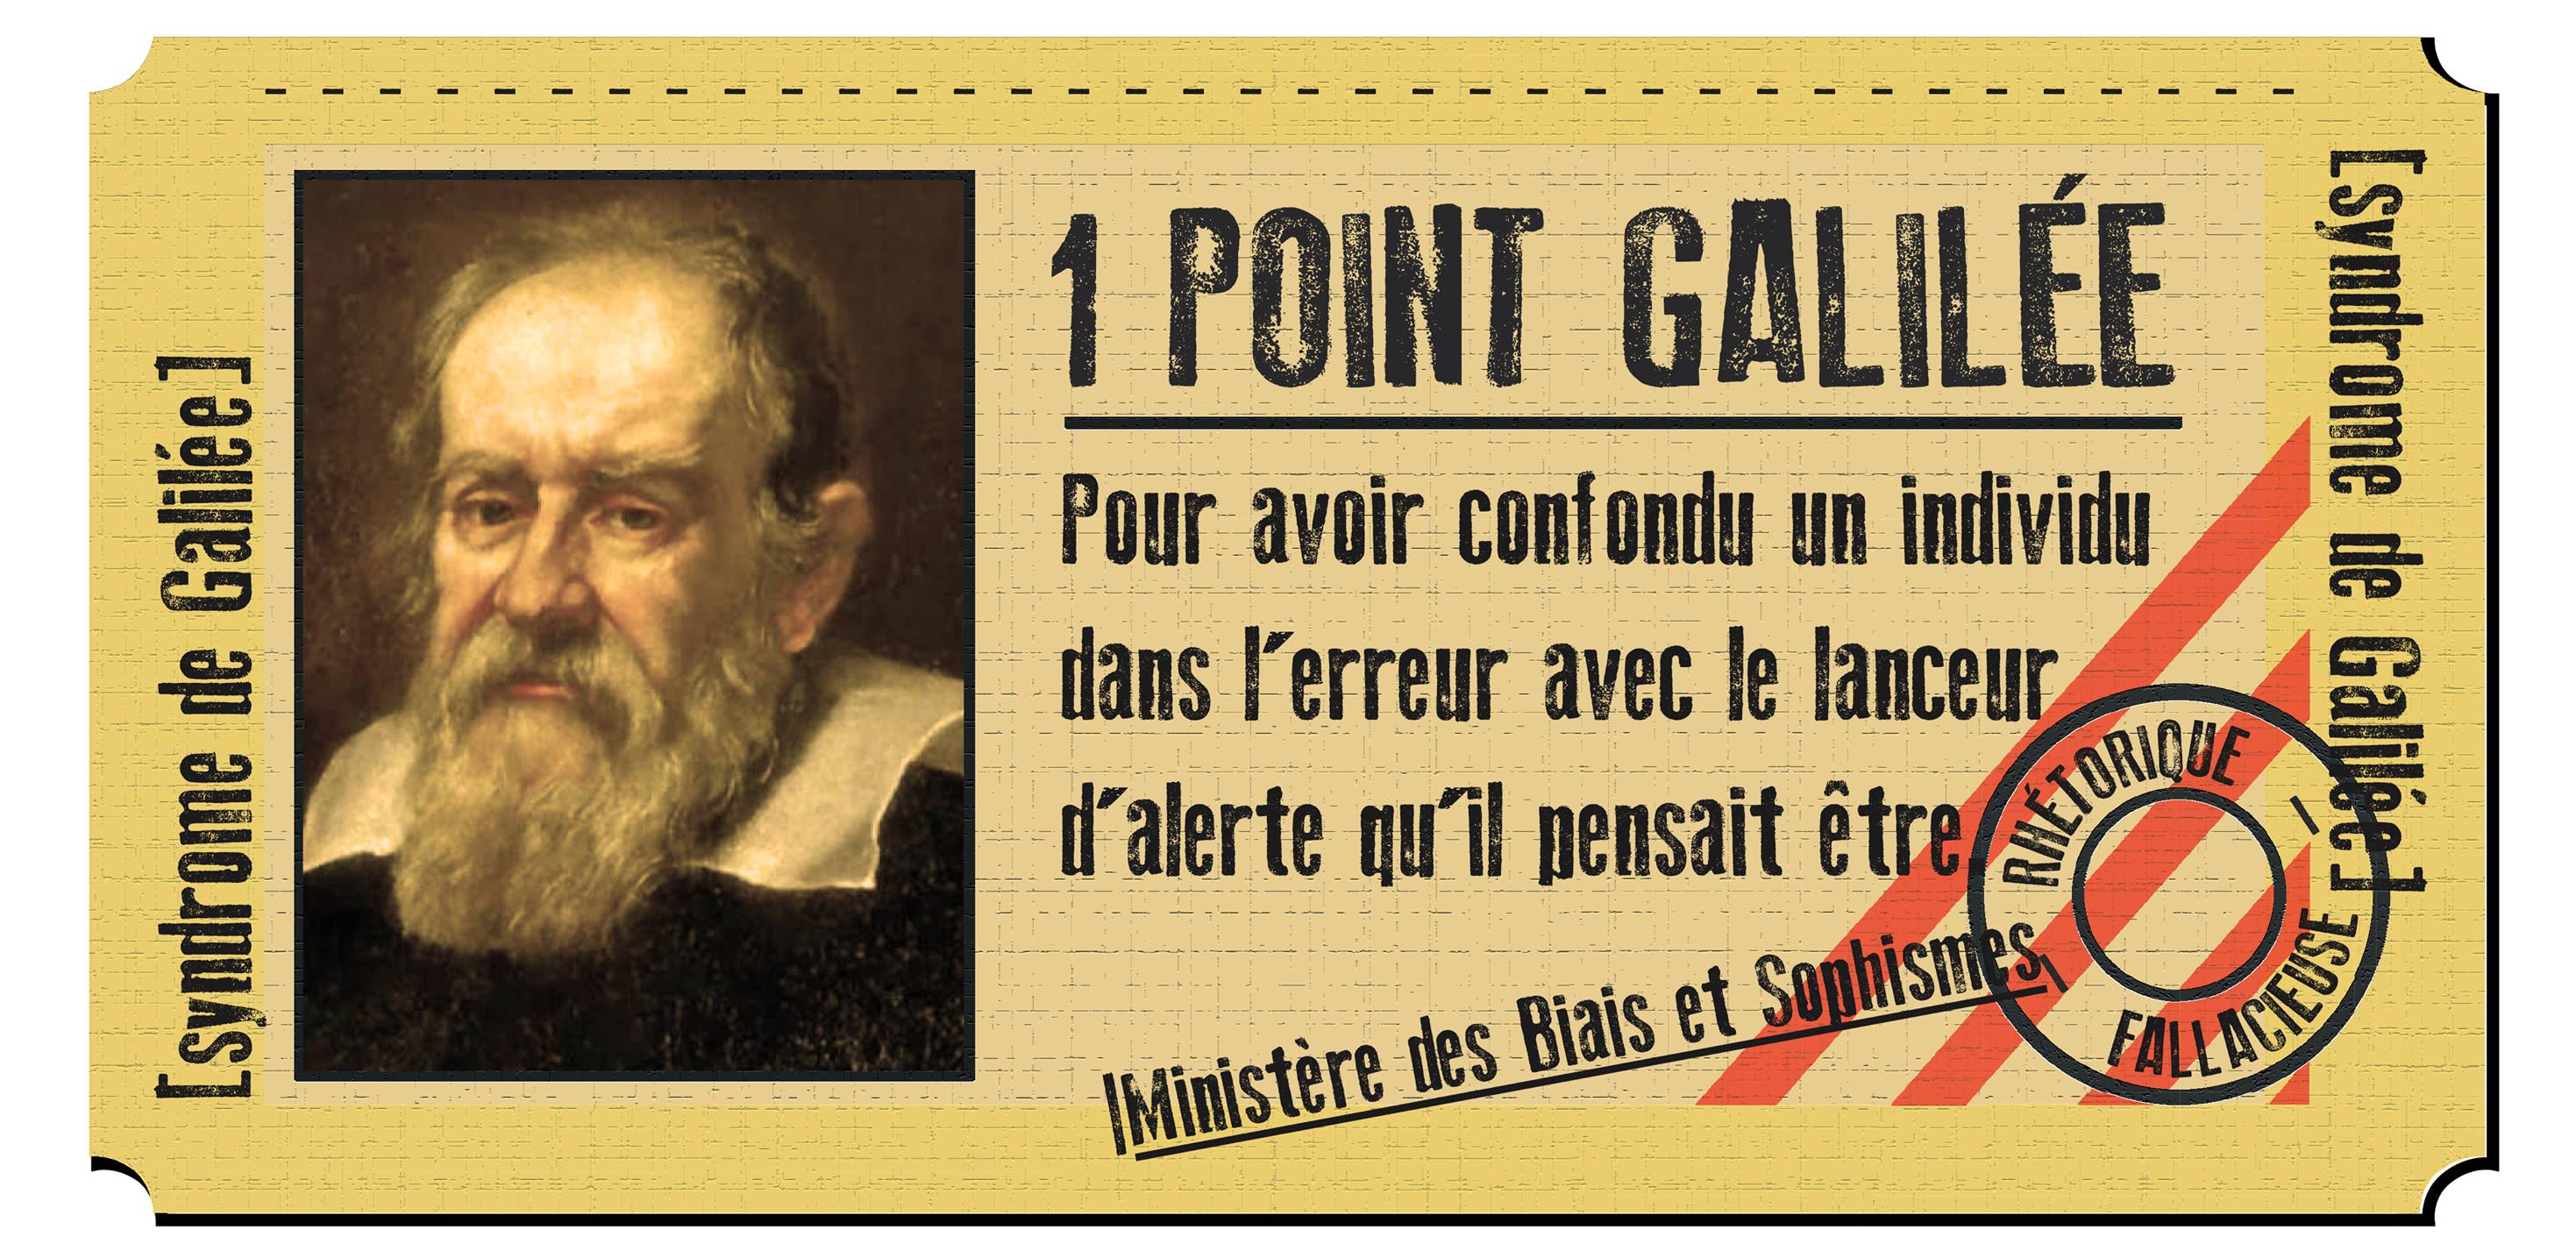 [syndrome de Galilée]
1 POINT GALILÉE
Pour avoir confondu un individu
dans l´erreur avec le lanceur
d´alerte qu´il pensait être
|Ministère des Biais et Sophismes|
RHÉTORIQUE
FALLACIEUSE
[syndrome de Galilée]